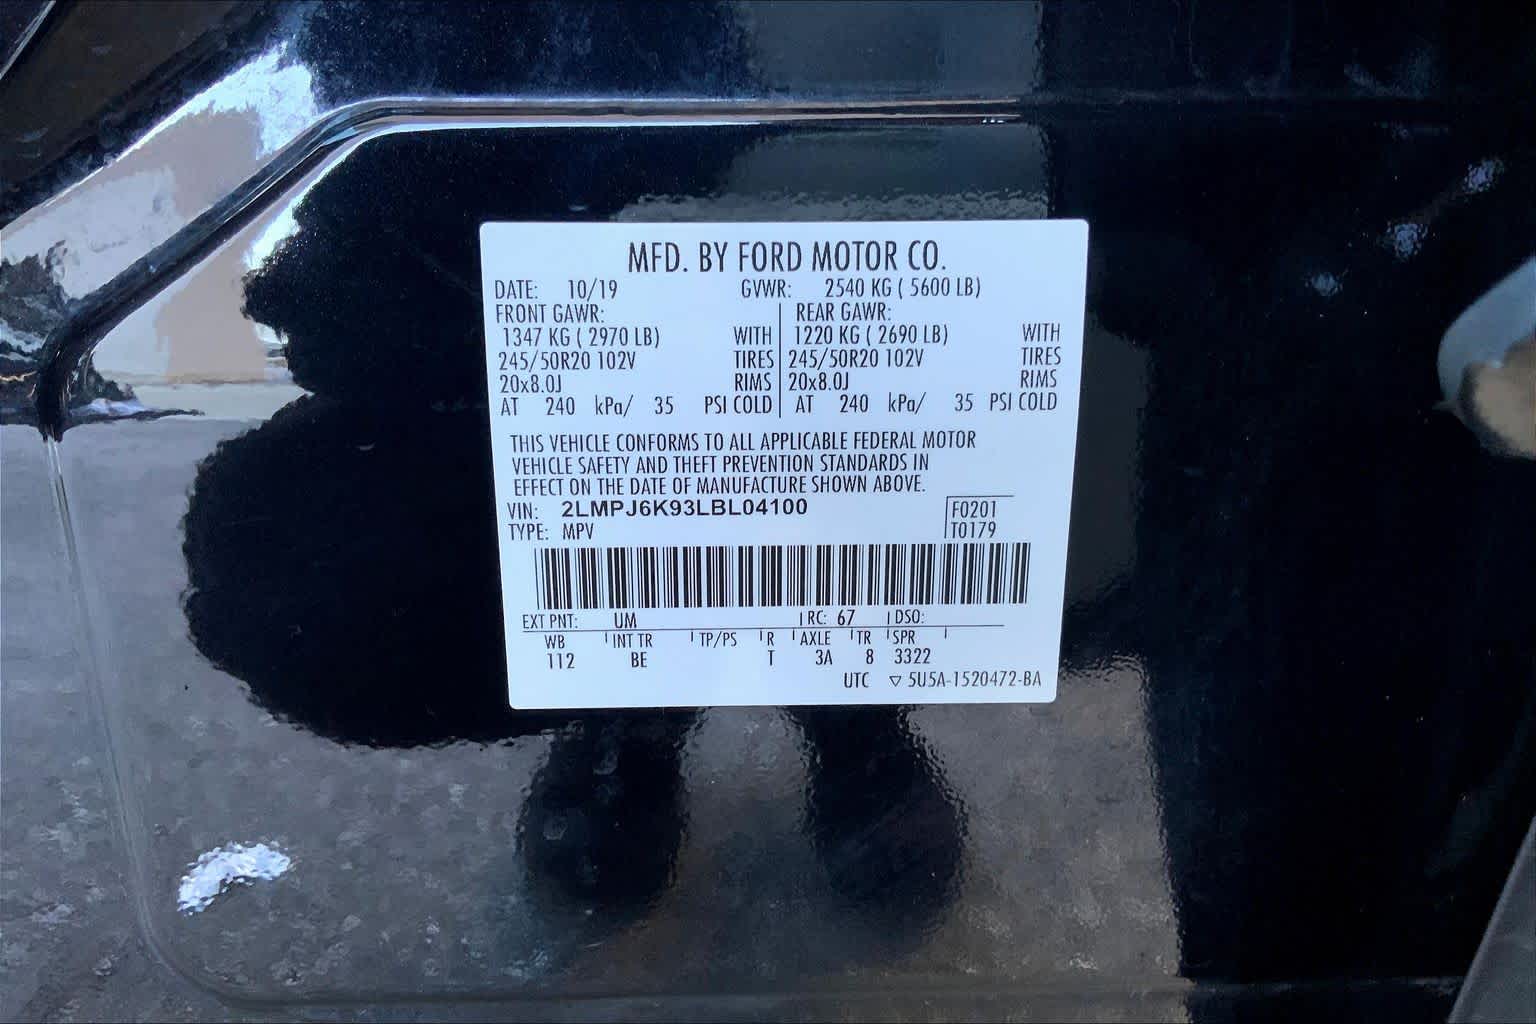 MFD. BY FORD MOTOR CO.
DATE: 10/19 GVWR: 2540 KG ( 5600 LB)
FRONT GAWR: REAR GAWR:
1347 KG ( 2970 LB) WITH 1220 KG ( 2690 LB) WITH
245/50R20 102V TIRES 245/50R20 102V TIRES
20x8.0J RIMS 20x8.0J RIMS
AT 240 kPa/ 35 PSI COLD AT 240 kPa/ 35 PSI COLD
THIS VEHICLE CONFORMS TO ALL APPLICABLE FEDERAL MOTOR
VEHICLE SAFETY AND THEFT PREVENTION STANDARDS IN
EFFECT ON THE DATE OF MANUFACTURE SHOWN ABOVE.
VIN: 2LMPJ6K93LBL04100 F0201
TYPE: MPV T0179
EXT PNT: UM RC: 67 DSO:
WB INT TR TP/PS R AXLE TR SPR
112 BE T 3A 8 3322
UTC ▽ 5U5A-1520472-BA